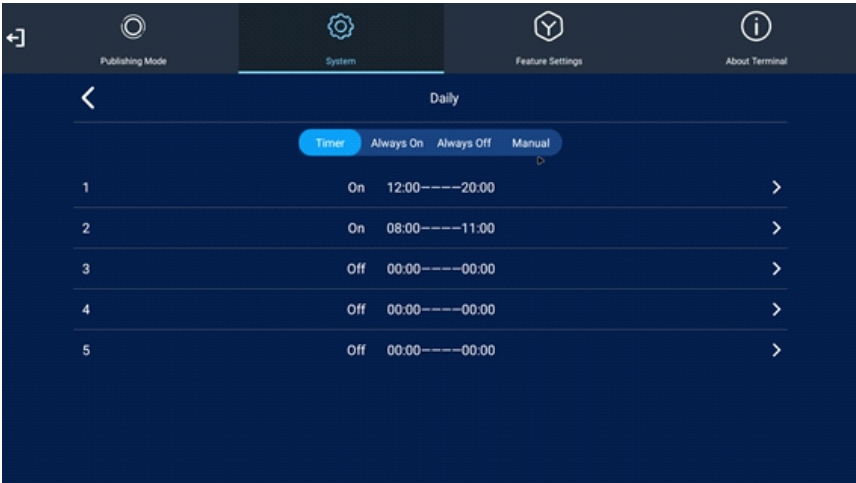 Publishing Mode System Feature Settings About Terminal
Daily
Timer Always On Always Off Manual
1 On 12:00----20:00
2 On 08:00----11:00
3 Off 00:00----00:00
4 Off 00:00----00:00
5 Off 00:00----00:00